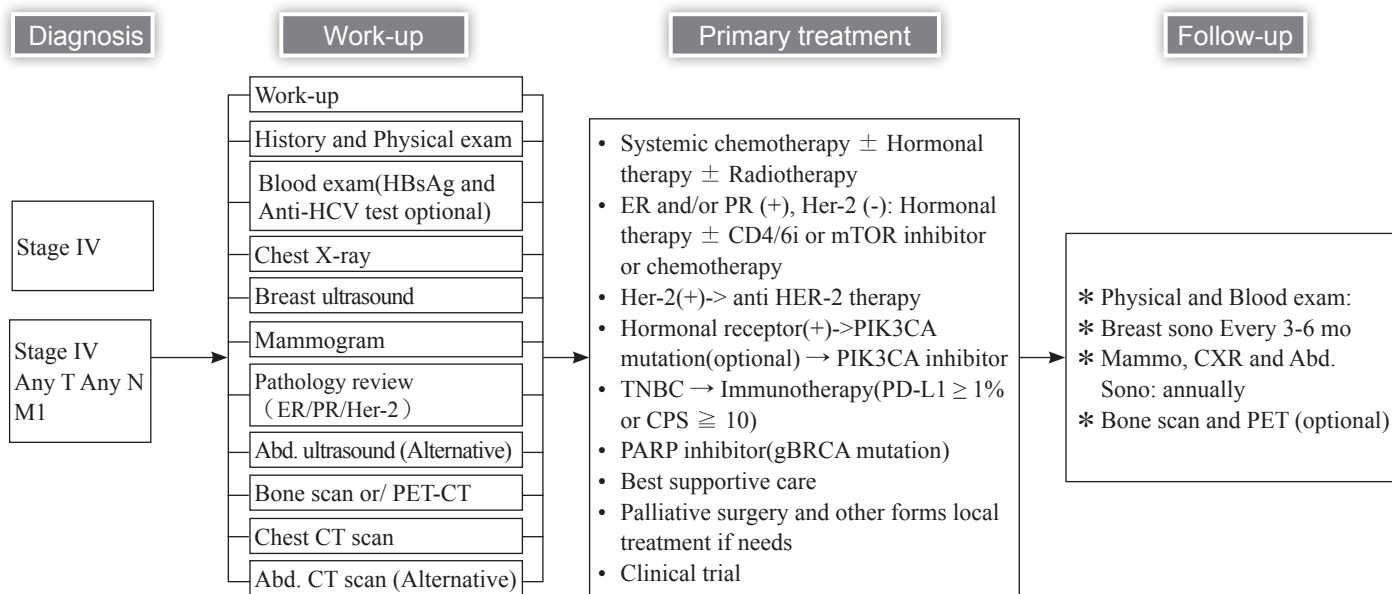 Diagnosis
Work-up
Primary treatment
Follow-up
Stage IV
Stage IV
Any T Any N
M1
Work-up
History and Physical exam
Blood exam(HBsAg and
Anti-HCV test optional)
Chest X-ray
Breast ultrasound
Mammogram
Pathology review
（ER/PR/Her-2）
Abd. ultrasound (Alternative)
Bone scan or/ PET-CT
Chest CT scan
Abd. CT scan (Alternative)
• Systemic chemotherapy ± Hormonal
therapy ± Radiotherapy
• ER and/or PR (+), Her-2 (-): Hormonal
therapy ± CD4/6i or mTOR inhibitor
or chemotherapy
• Her-2(+)-> anti HER-2 therapy
• Hormonal receptor(+)->PIK3CA
mutation(optional) → PIK3CA inhibitor
• TNBC → Immunotherapy(PD-L1 ≥ 1%
or CPS ≧ 10)
• PARP inhibitor(gBRCA mutation)
• Best supportive care
• Palliative surgery and other forms local
treatment if needs
• Clinical trial
＊ Physical and Blood exam:
＊ Breast sono Every 3-6 mo
＊ Mammo, CXR and Abd.
Sono: annually
＊ Bone scan and PET (optional)